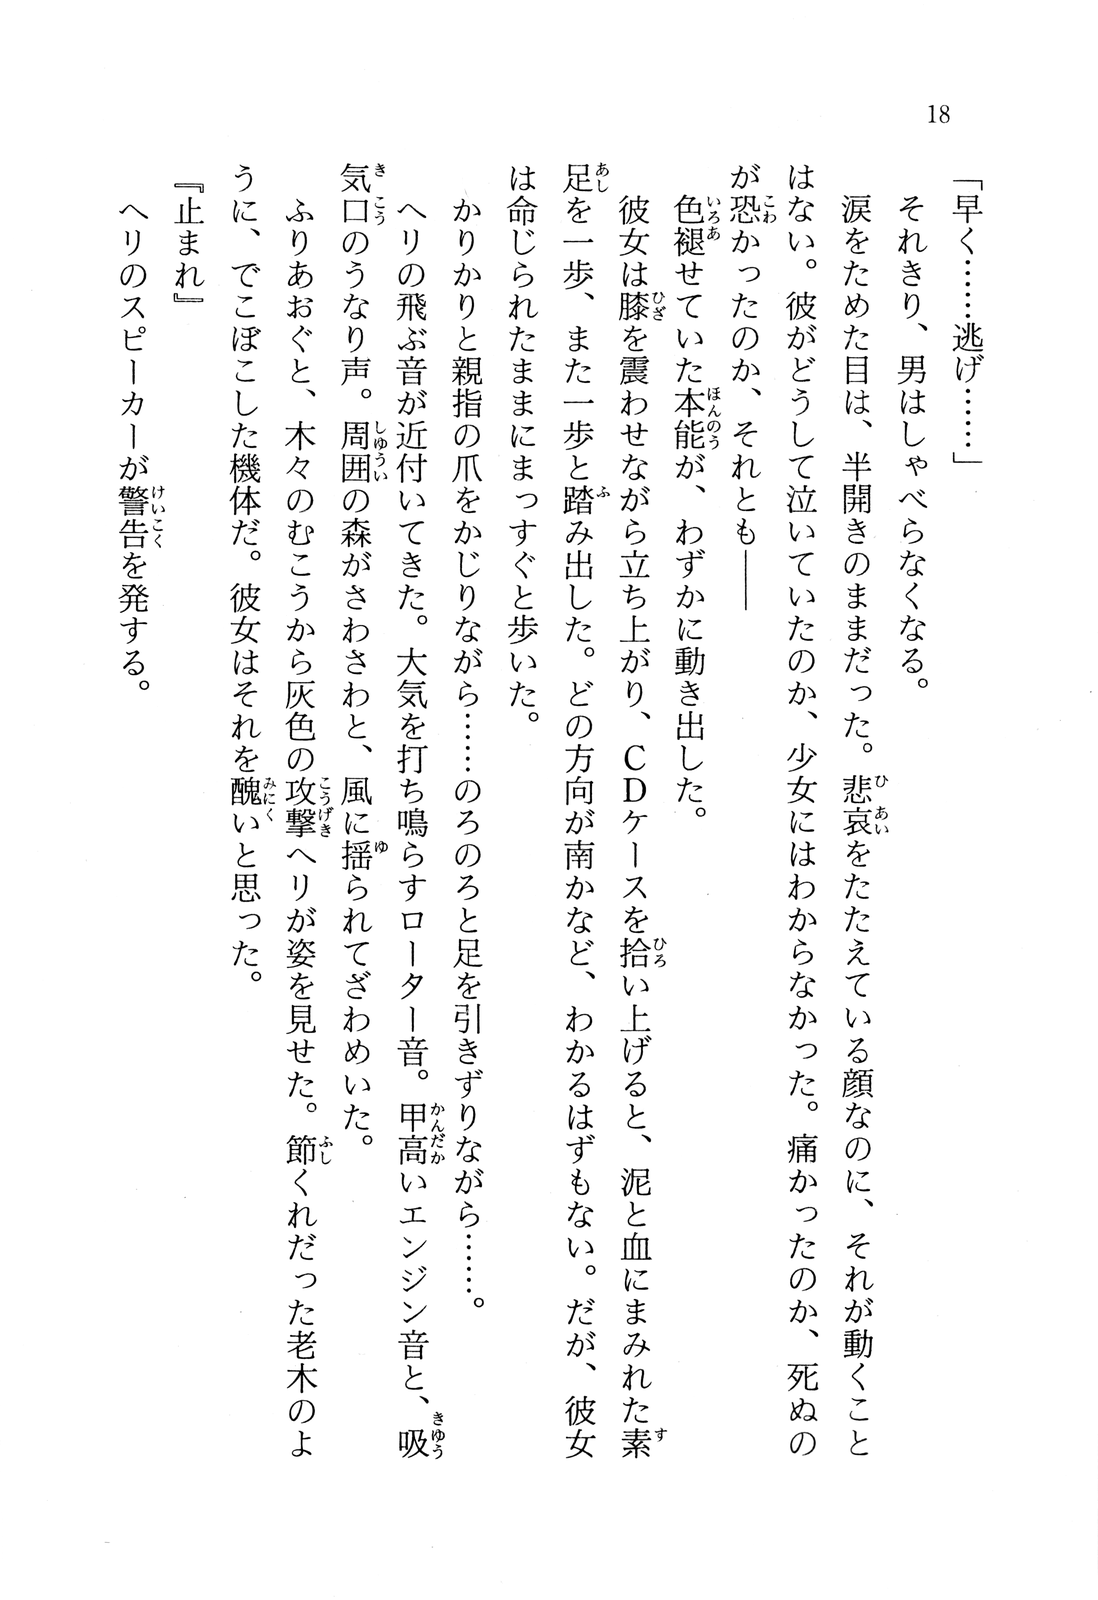 18
「早く……逃げ……」
　それきり、男はしゃべらなくなる。
　涙をためた目は、半開きのままだった。悲哀をたたえている顔なのに、それが動くこと
はない。彼がどうして泣いていたのか、少女にはわからなかった。痛かったのか、死ぬの
が恐かったのか、それとも――
　色褪せていた本能が、わずかに動き出した。
　彼女は膝を震わせながら立ち上がり、ＣＤケースを拾い上げると、泥と血にまみれた素
足を一歩、また一歩と踏み出した。どの方向が南かなど、わかるはずもない。だが、彼女
は命じられたままにまっすぐと歩いた。
　かりかりと親指の爪をかじりながら……のろのろと足を引きずりながら……。
　ヘリの飛ぶ音が近付いてきた。大気を打ち鳴らすローター音。甲高いエンジン音と、吸
気口のうなり声。周囲の森がさわさわと、風に揺られてざわめいた。
　ふりあおぐと、木々のむこうから灰色の攻撃ヘリが姿を見せた。節くれだった老木のよ
うに、でこぼこした機体だ。彼女はそれを醜いと思った。
『止まれ』
　ヘリのスピーカーが警告を発する。